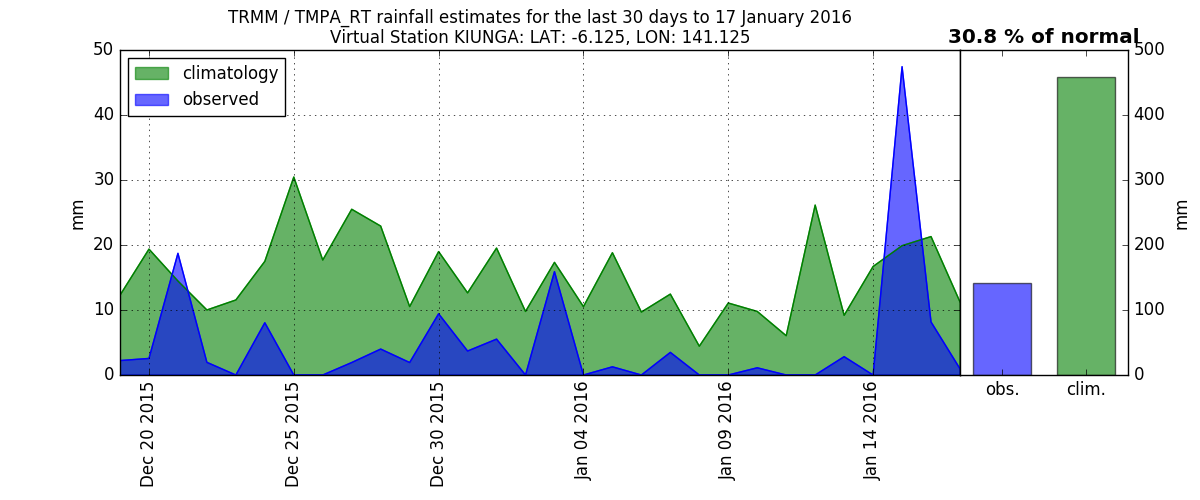 TRMM / TMPA_RT rainfall estimates for the last 30 days to 17 January 2016
Virtual Station KIUNGA: LAT: -6.125, LON: 141.125
30.8 % of normal
climatology
observed
50
40
30
20
10
0
mm
500
400
300
200
100
0
mm
Dec 20 2015
Dec 25 2015
Dec 30 2015
Jan 04 2016
Jan 09 2016
Jan 14 2016
obs.
clim.